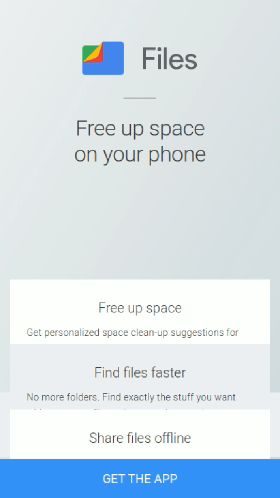 Files
Free up space
on your phone
Free up space
Get personalized space clean-up suggestions for
Find files faster
No more folders. Find exactly the stuff you want
Share files offline
GET THE APP